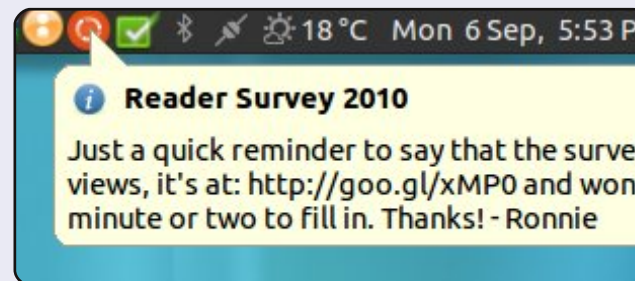 18 °C Mon 6 Sep, 5:53 P
Reader Survey 2010
Just a quick reminder to say that the surve
views, it's at: http://goo.gl/xMP0 and won
minute or two to fill in. Thanks! - Ronnie